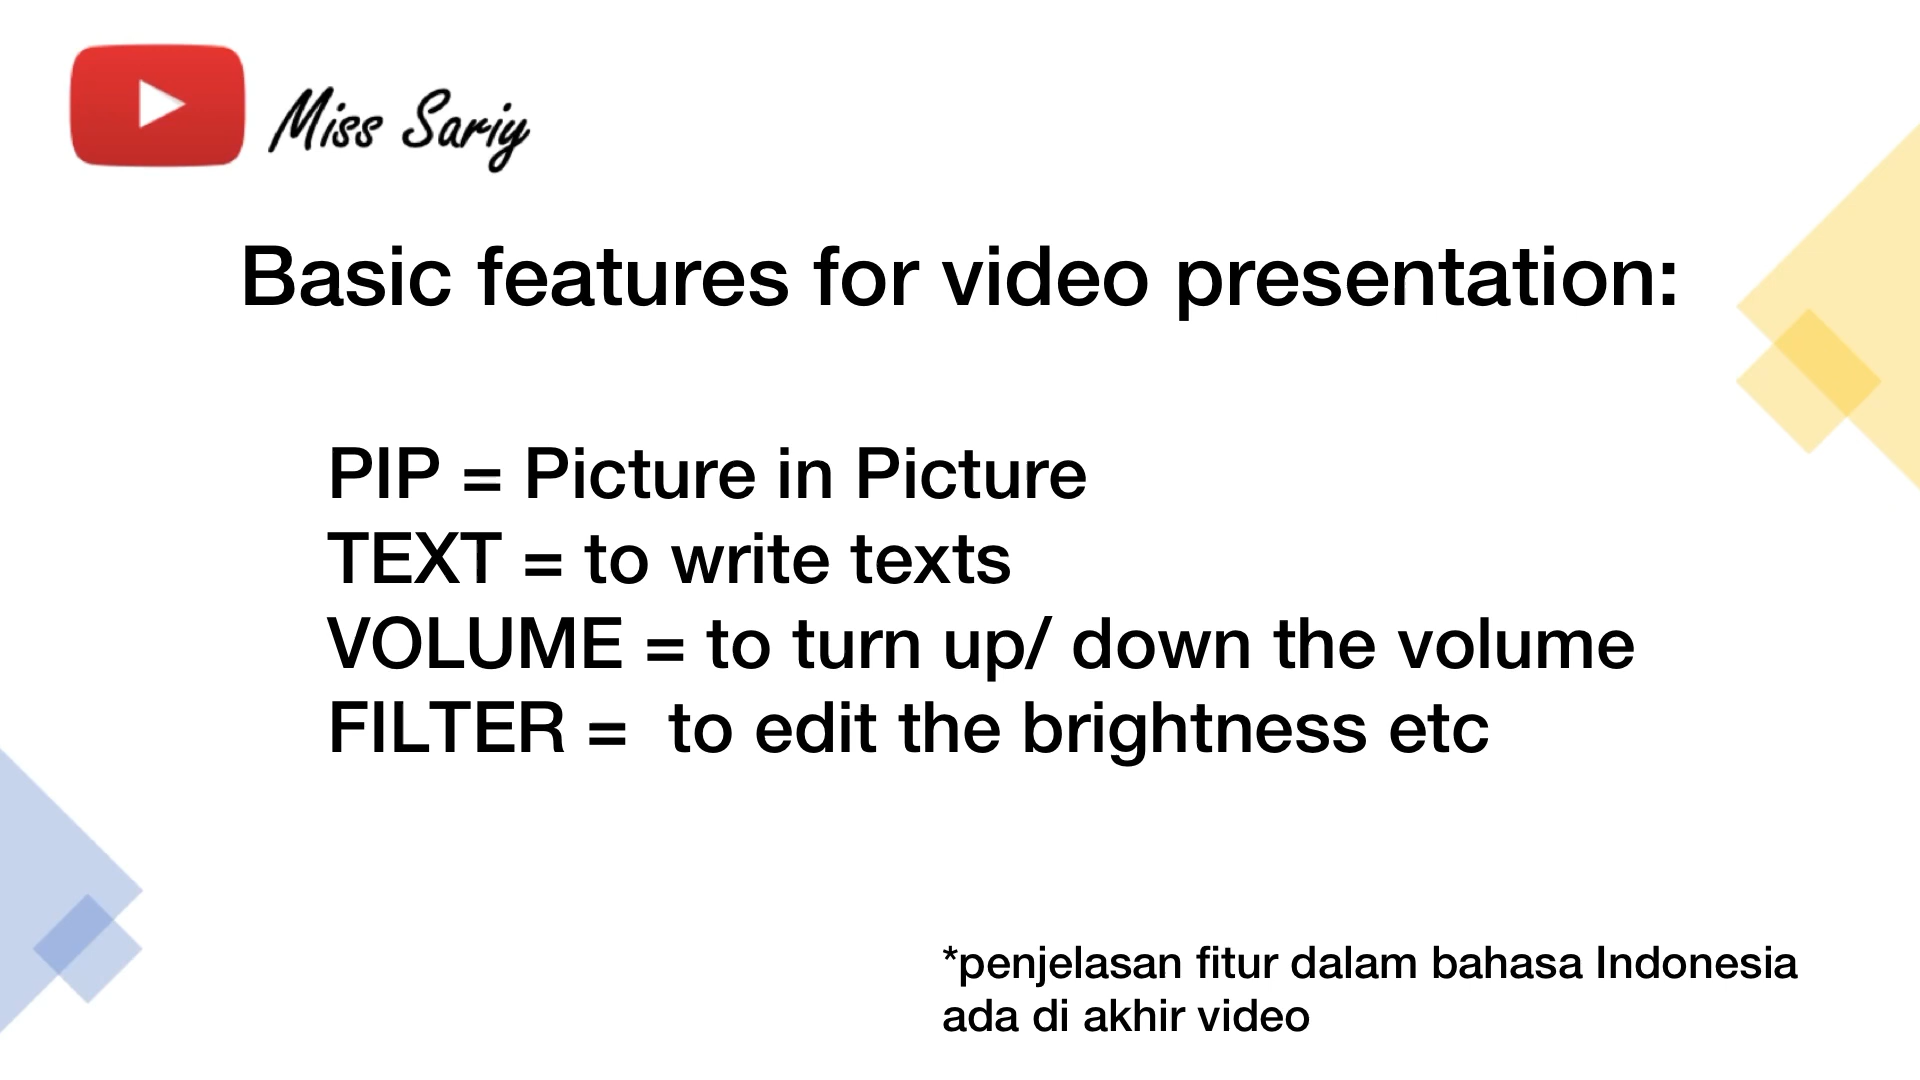 Miss Sariy
Basic features for video presentation:
PIP = Picture in Picture
TEXT = to write texts
VOLUME = to turn up/ down the volume
FILTER =  to edit the brightness etc
*penjelasan fitur dalam bahasa Indonesia
ada di akhir video